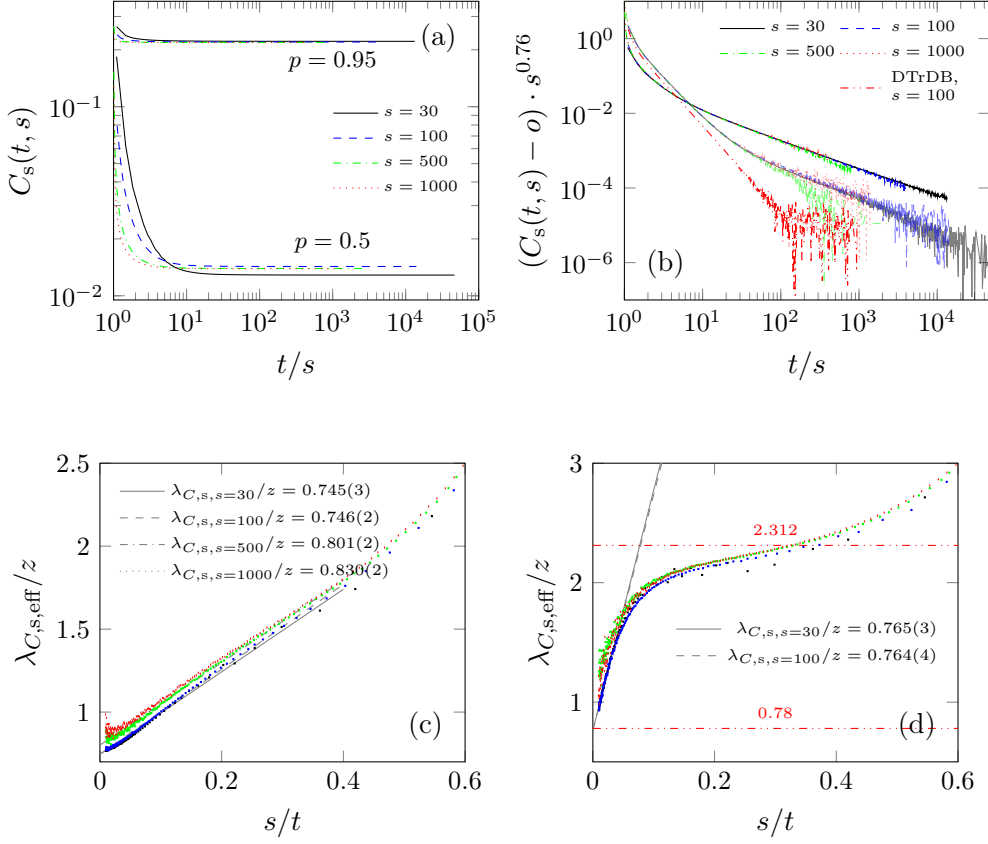 C_s(t, s)
10^{-1}
10^{-2}
(a)
p = 0.95
s = 30
s = 100
s = 500
s = 1000
p = 0.5
10^0 10^1 10^2 10^3 10^4 10^5
t/s
(C_s(t, s) − o) · s^{0.76}
10^0
10^{-2}
10^{-4}
10^{-6}
s = 30 s = 100
s = 500 s = 1000
DTrDB,
s = 100
(b)
10^0 10^1 10^2 10^3 10^4
t/s
λ_{C,s,eff}/z
2.5
2
1.5
1
λ_{C,s,s=30}/z = 0.745(3)
λ_{C,s,s=100}/z = 0.746(2)
λ_{C,s,s=500}/z = 0.801(2)
λ_{C,s,s=1000}/z = 0.830(2)
(c)
0 0.2 0.4 0.6
s/t
λ_{C,s,eff}/z
3
2
1
2.312
λ_{C,s,s=30}/z = 0.765(3)
λ_{C,s,s=100}/z = 0.764(4)
0.78
(d)
0 0.2 0.4 0.6
s/t